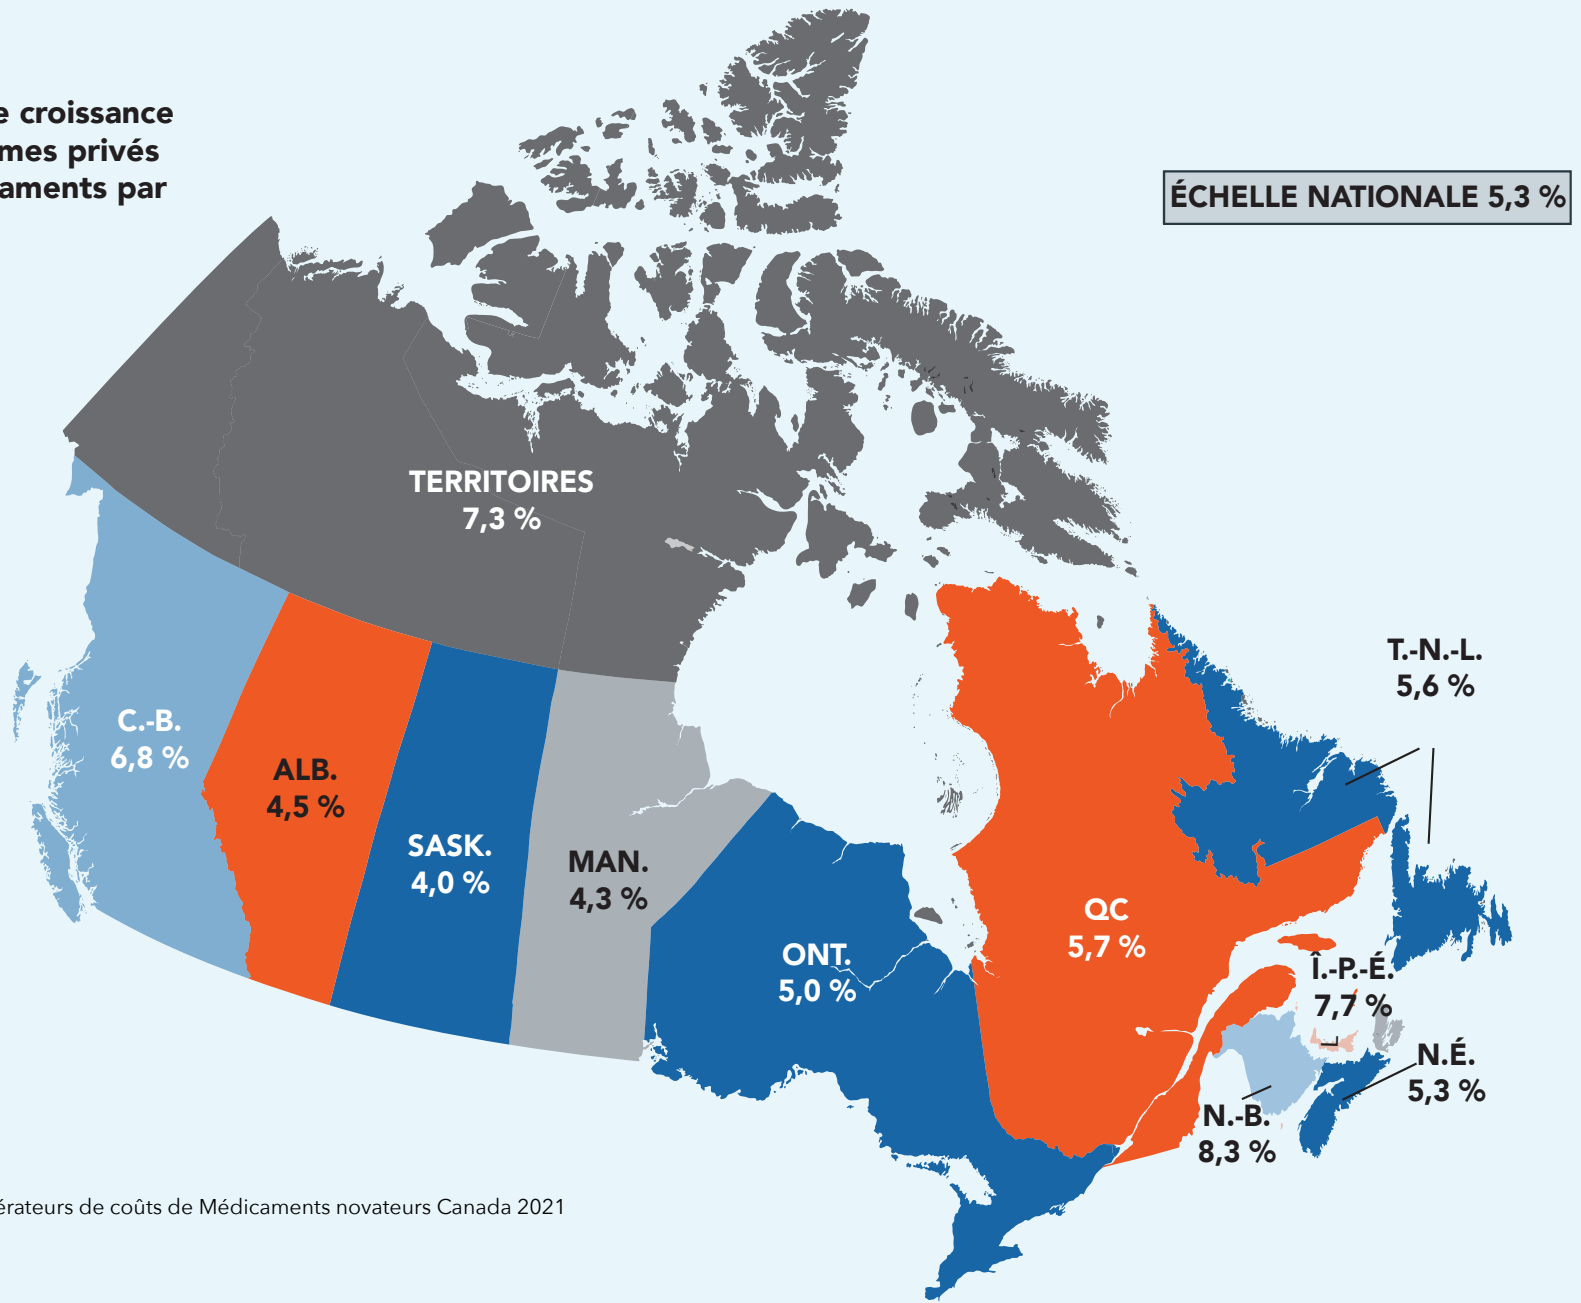 e croissance
mes privés
aments par
ÉCHELLE NATIONALE 5,3 %
TERRITOIRES
7,3 %
T.-N.-L.
5,6 %
C.-B.
6,8 %
ALB.
4,5 %
SASK.
4,0 %
MAN.
4,3 %
ONT.
5,0 %
QC
5,7 %
Î.-P.-É.
7,7 %
N.É.
5,3 %
N.-B.
8,3 %
érateurs de coûts de Médicaments novateurs Canada 2021